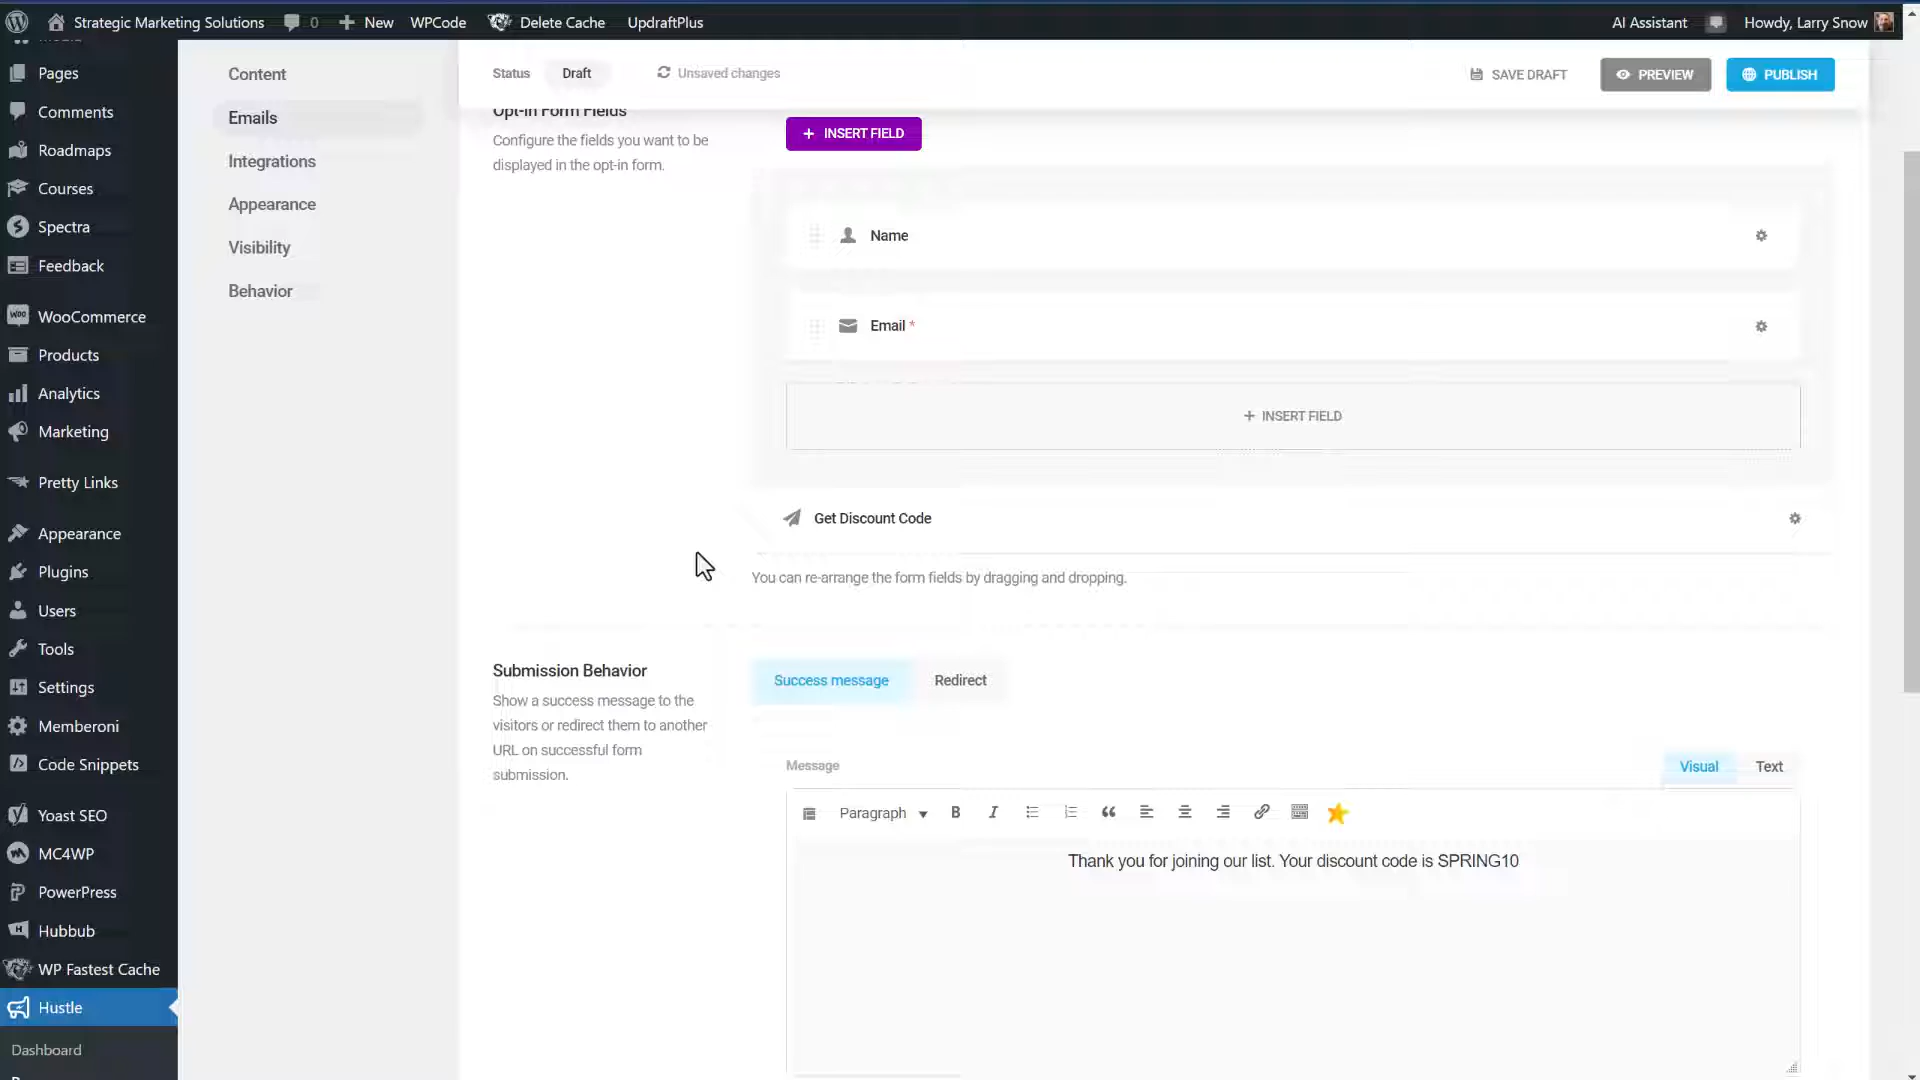 Strategic Marketing Solutions
0
New
WPCode
Delete Cache
UpdraftPlus
AI Assistant
Howdy, Larry Snow
Pages
Comments
Roadmaps
Courses
Spectra
Feedback
WooCommerce
Products
Analytics
Marketing
Pretty Links
Appearance
Plugins
Users
Tools
Settings
Memberoni
Code Snippets
Yoast SEO
MC4WP
PowerPress
Hubbub
WP Fastest Cache
Hustle
Dashboard
Content
Emails
Integrations
Appearance
Visibility
Behavior
Status
Draft
Unsaved changes
SAVE DRAFT
PREVIEW
PUBLISH
Opt-in Form Fields
Configure the fields you want to be
displayed in the opt-in form.
+ INSERT FIELD
Name
Email *
+ INSERT FIELD
Get Discount Code
You can re-arrange the form fields by dragging and dropping.
Submission Behavior
Show a success message to the
visitors or redirect them to another
URL on successful form
submission.
Success message
Redirect
Message
Visual
Text
Paragraph
B
I
Thank you for joining our list. Your discount code is SPRING10